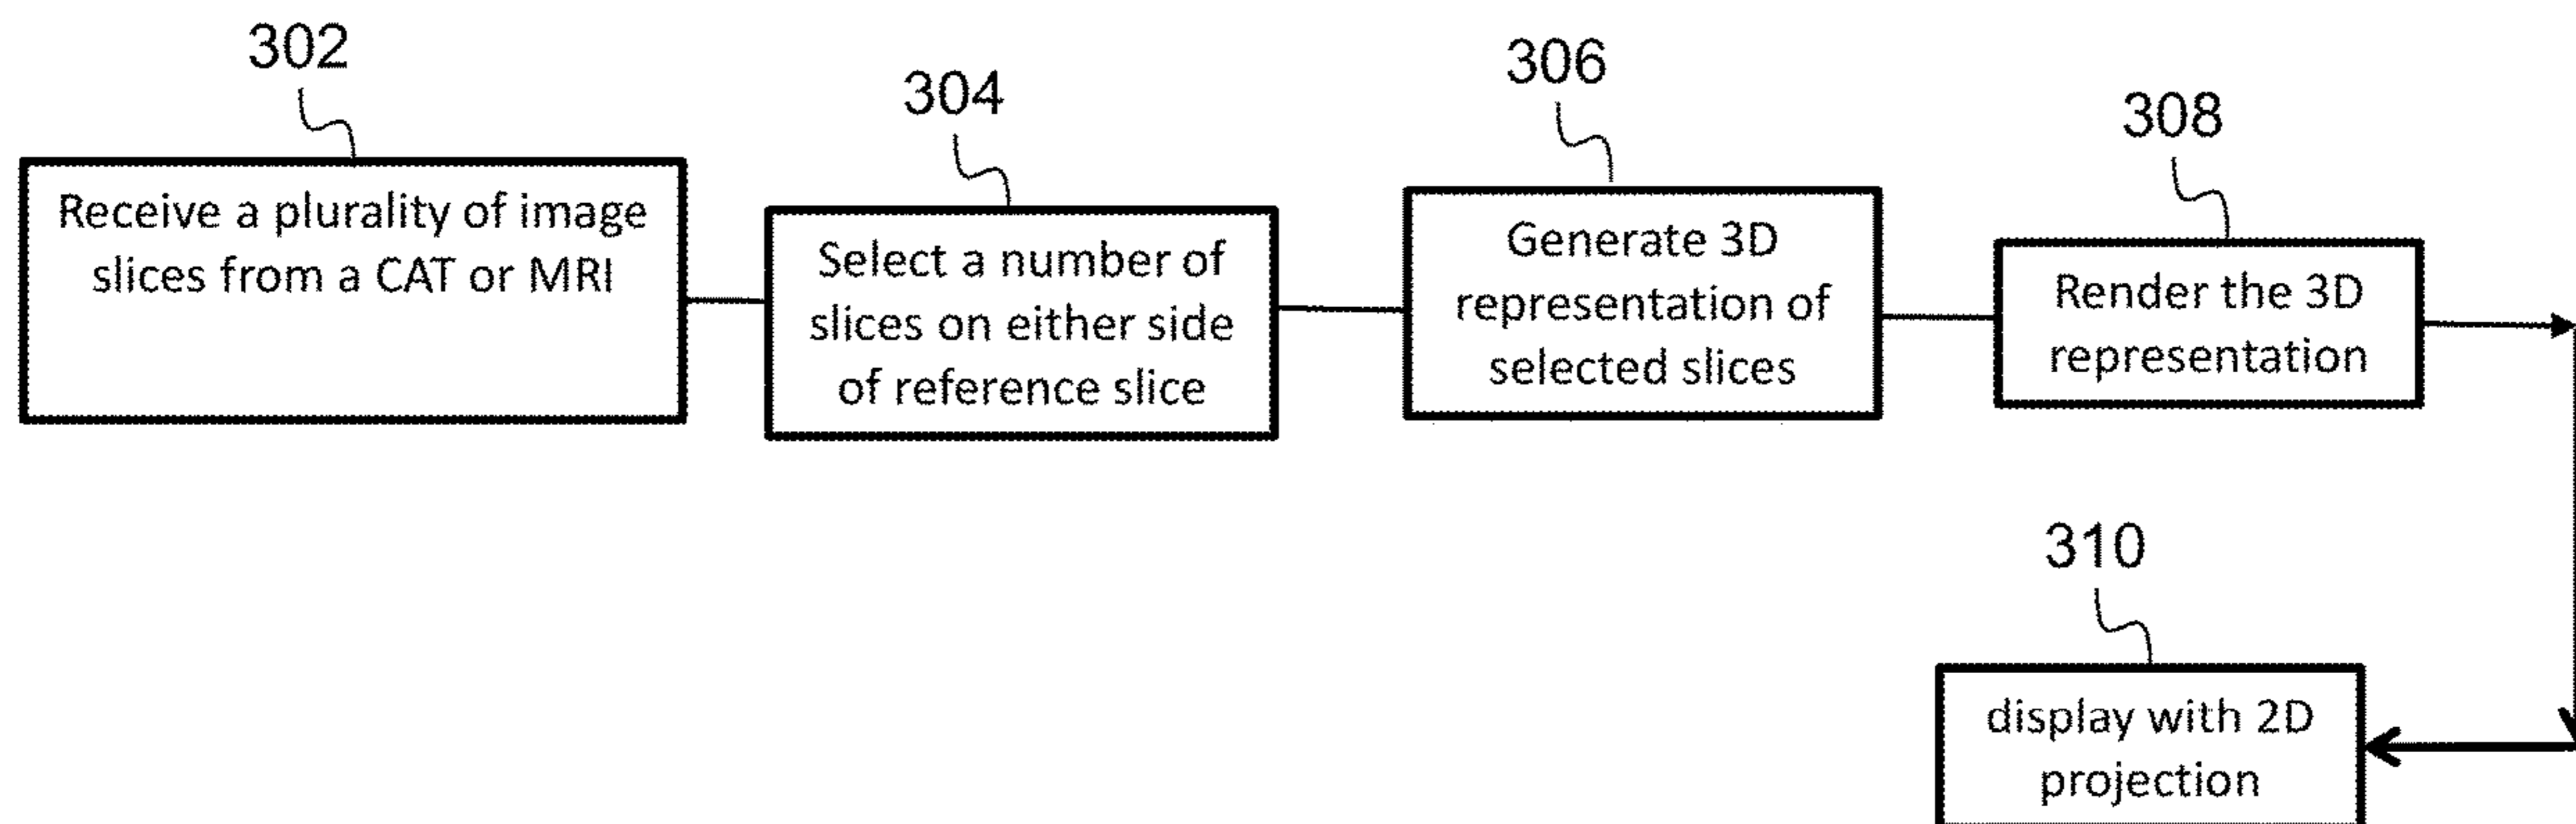 302
Receive a plurality of image
slices from a CAT or MRI
304
Select a number of
slices on either side
of reference slice
306
Generate 3D
representation of
selected slices
308
Render the 3D
representation
310
display with 2D
projection